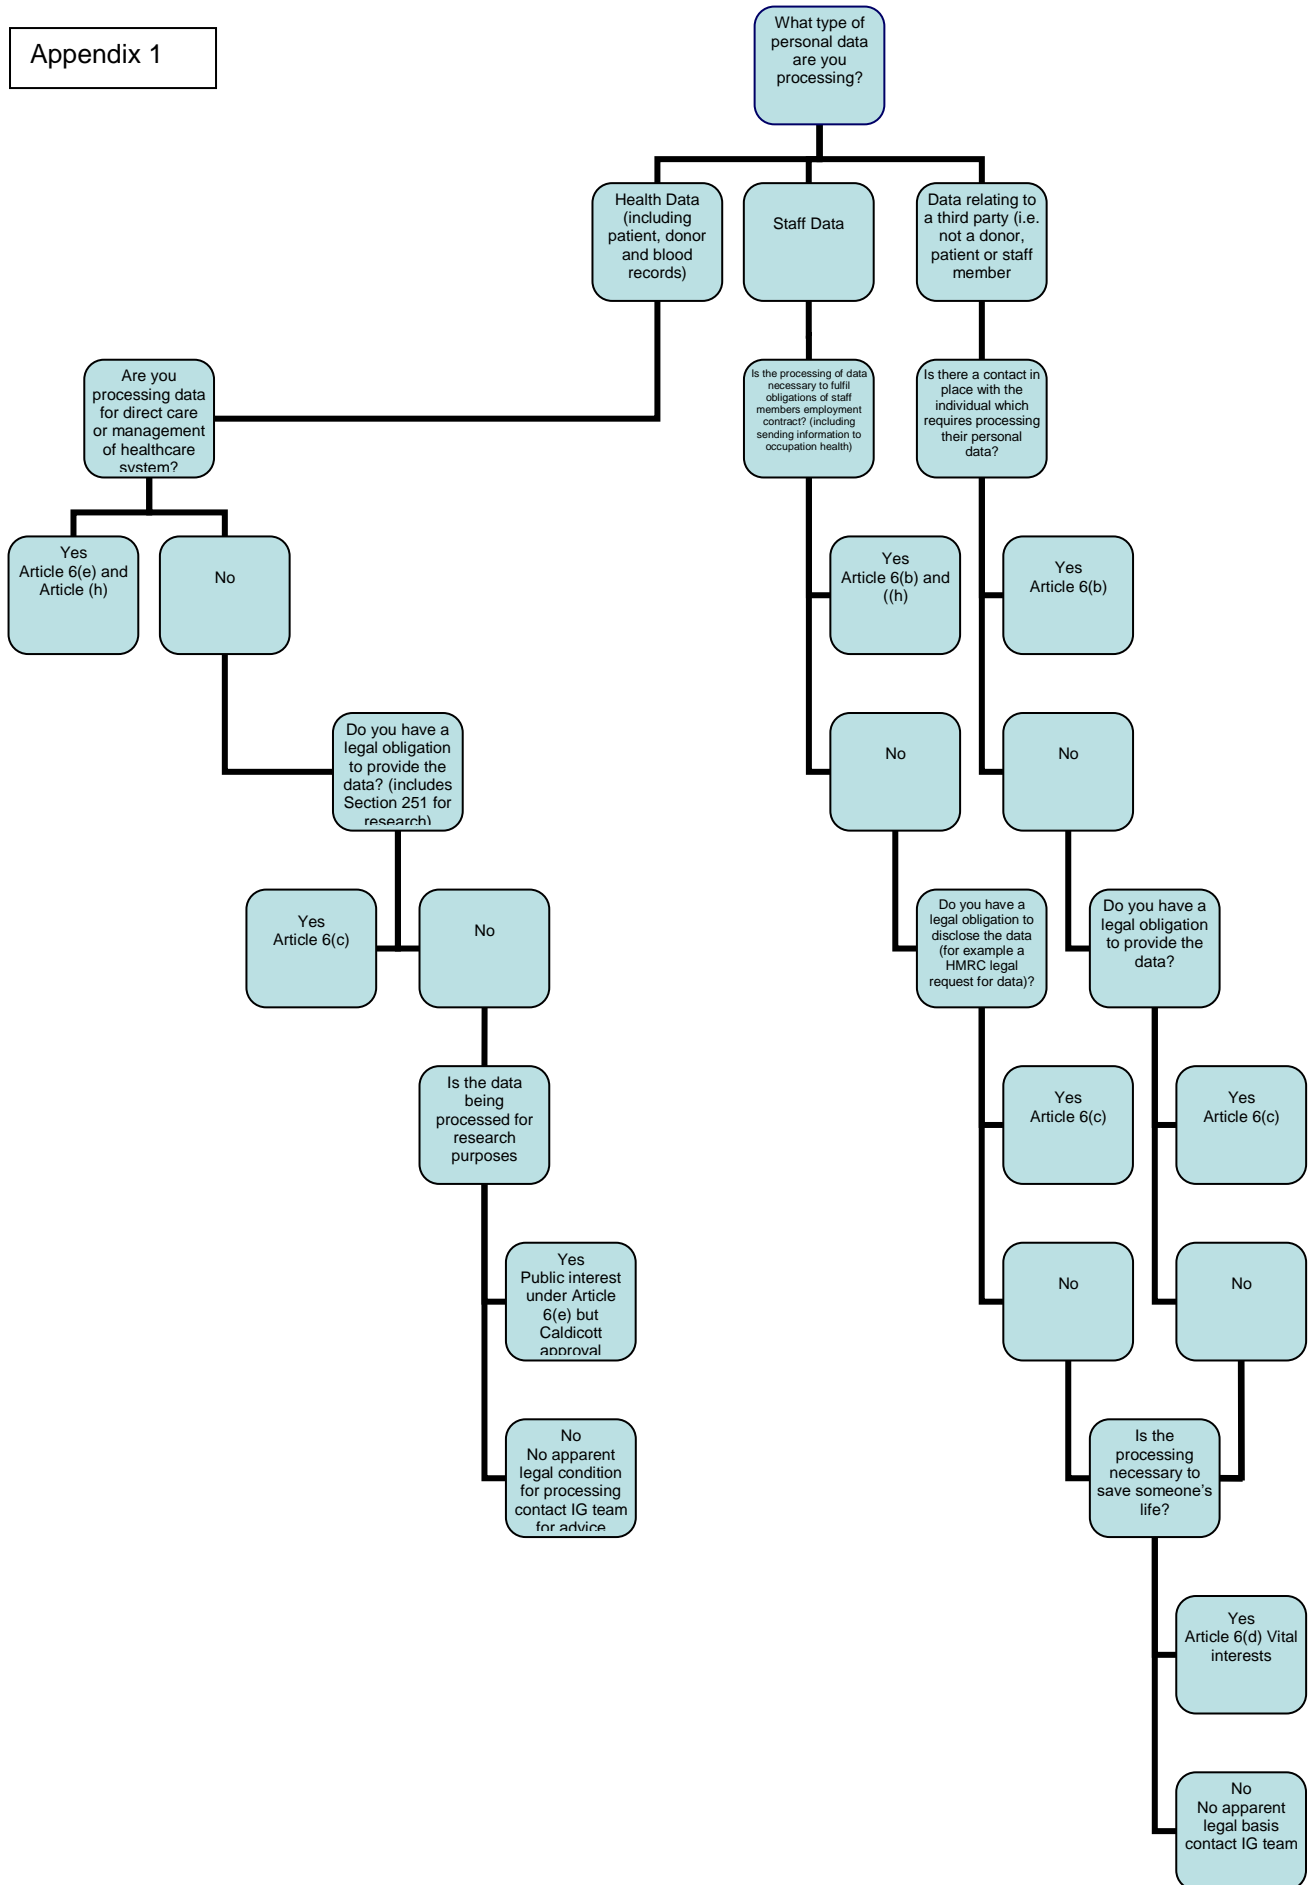 Appendix 1
What type of
personal data
are you
processing?
Health Data
(including
patient, donor
and blood
records)
Staff Data
Data relating to
a third party (i.e.
not a donor,
patient or staff
member
Are you
processing data
for direct care
or management
of healthcare
system?
Is the processing of data
necessary to fulfil
obligations of staff
members employment
contract? (including
sending information to
occupation health)
Is there a contact in
place with the
individual which
requires processing
their personal
data?
Yes
Article 6(e) and
Article (h)
No
Yes
Article 6(b) and
((h)
Yes
Article 6(b)
Do you have a
legal obligation
to provide the
data? (includes
Section 251 for
research)
No
No
Yes
Article 6(c)
No
Do you have a
legal obligation to
disclose the data
(for example a
HMRC legal
request for data)?
Do you have a
legal obligation
to provide the
data?
Is the data
being
processed for
research
purposes
Yes
Article 6(c)
Yes
Article 6(c)
Yes
Public interest
under Article
6(e) but
Caldicott
approval
No
No
No
No apparent
legal condition
for processing
contact IG team
for advice
Is the
processing
necessary to
save someone's
life?
Yes
Article 6(d) Vital
interests
No
No apparent
legal basis
contact IG team